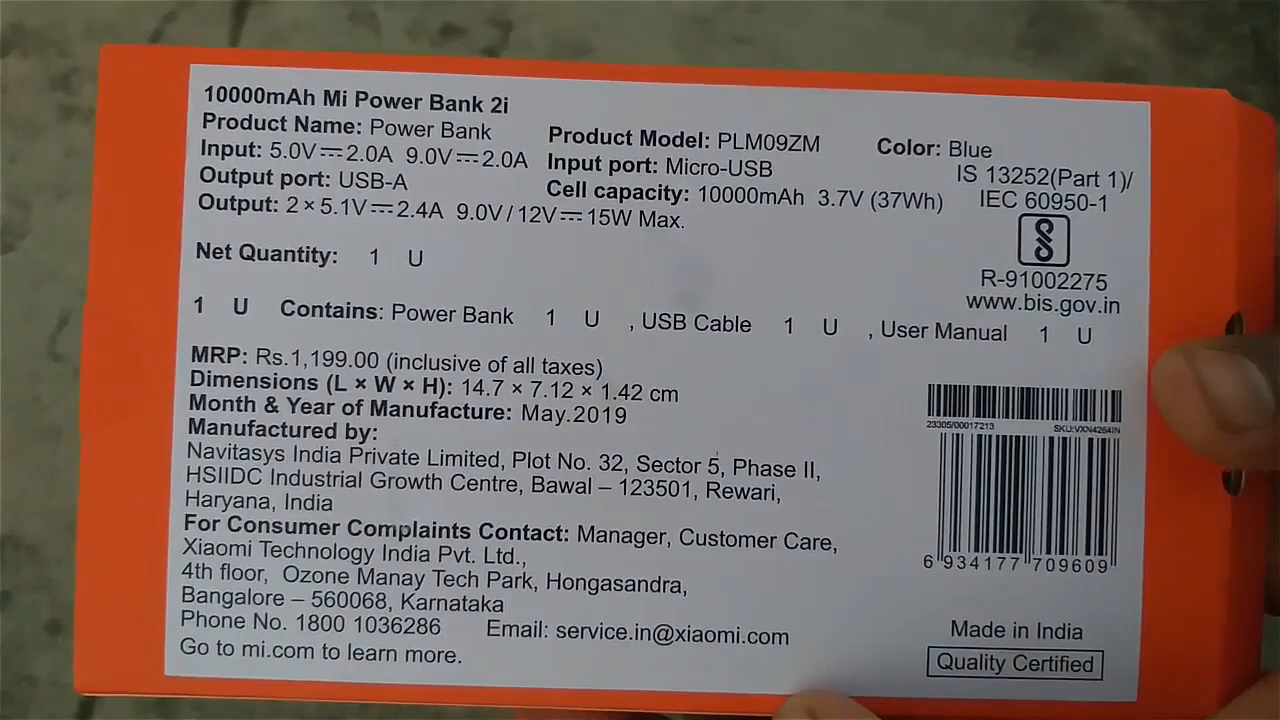 10000mAh Mi Power Bank 2i
Product Name: Power Bank Product Model: PLM09ZM Color: Blue
Input: 5.0V⎓2.0A 9.0V⎓2.0A Input port: Micro-USB IS 13252(Part 1)/
Output port: USB-A Cell capacity: 10000mAh 3.7V (37Wh) IEC 60950-1
Output: 2 × 5.1V⎓2.4A 9.0V / 12V⎓15W Max.
Net Quantity: 1 U
R-91002275
www.bis.gov.in
1 U Contains: Power Bank 1 U , USB Cable 1 U , User Manual 1 U
MRP: Rs.1,199.00 (inclusive of all taxes)
Dimensions (L × W × H): 14.7 × 7.12 × 1.42 cm
Month & Year of Manufacture: May.2019
Manufactured by:
Navitasys India Private Limited, Plot No. 32, Sector 5, Phase II,
HSIIDC Industrial Growth Centre, Bawal – 123501, Rewari,
Haryana, India
For Consumer Complaints Contact: Manager, Customer Care,
Xiaomi Technology India Pvt. Ltd.,
4th floor, Ozone Manay Tech Park, Hongasandra,
Bangalore – 560068, Karnataka
Phone No. 1800 1036286 Email: service.in@xiaomi.com
Go to mi.com to learn more.
23305/00017213 SKU:VXN4264IN
6 934177 709609
Made in India
Quality Certified